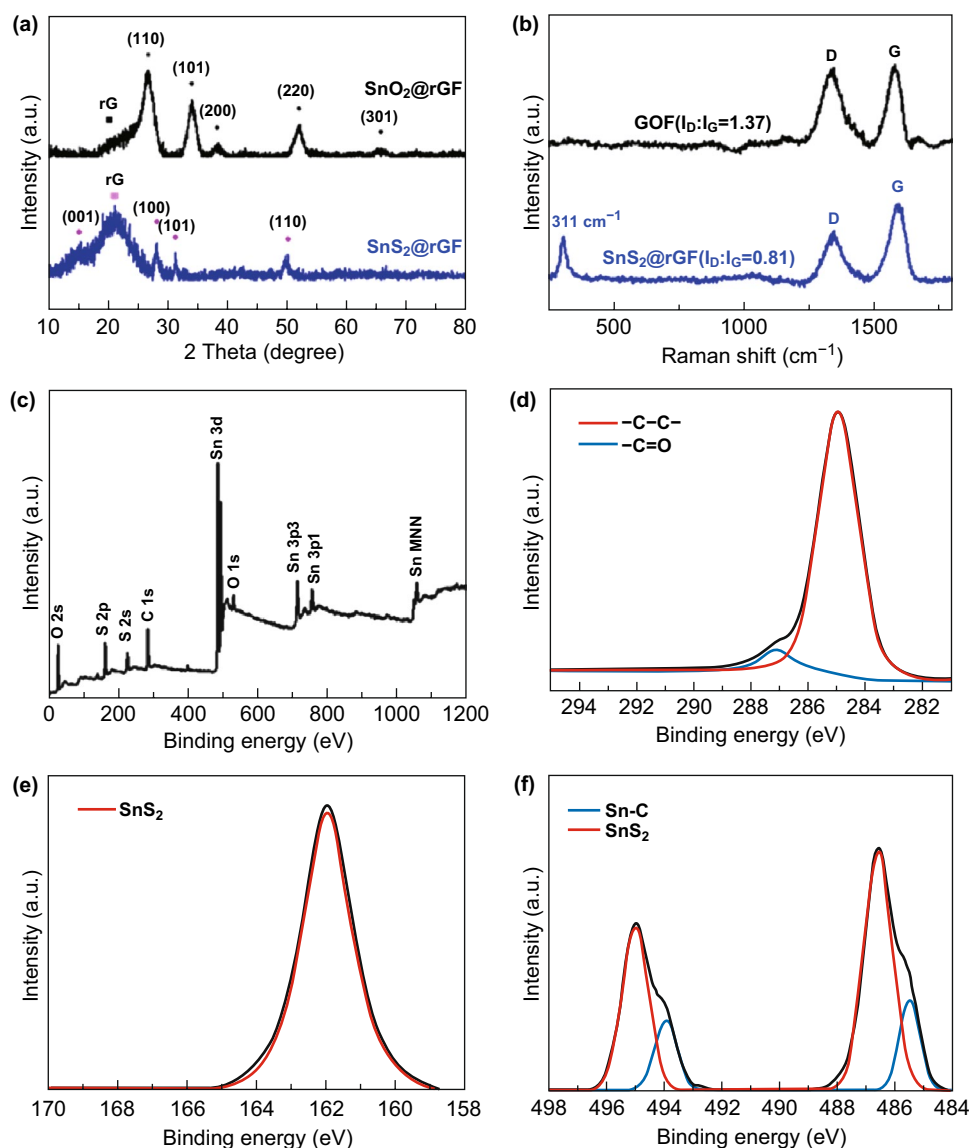 (a)
(110)
(101)
SnO₂@rGF
rG
(200)
(220)
(301)
rG
(001)
(100)
(101)
(110)
SnS₂@rGF
Intensity (a.u.)
10 20 30 40 50 60 70 80
2 Theta (degree)
(b)
D
G
GOF(I_D:I_G=1.37)
311 cm⁻¹
D
G
SnS₂@rGF(I_D:I_G=0.81)
Intensity (a.u.)
500 1000 1500
Raman shift (cm⁻¹)
(c)
O 2s
S 2p
S 2s
C 1s
Sn 3d
O 1s
Sn 3p3
Sn 3p1
Sn MNN
Intensity (a.u.)
0 200 400 600 800 1000 1200
Binding energy (eV)
(d)
−C−C−
−C=O
Intensity (a.u.)
294 292 290 288 286 284 282
Binding energy (eV)
(e)
SnS₂
Intensity (a.u.)
170 168 166 164 162 160 158
Binding energy (eV)
(f)
Sn-C
SnS₂
Intensity (a.u.)
498 496 494 492 490 488 486 484
Binding energy (eV)